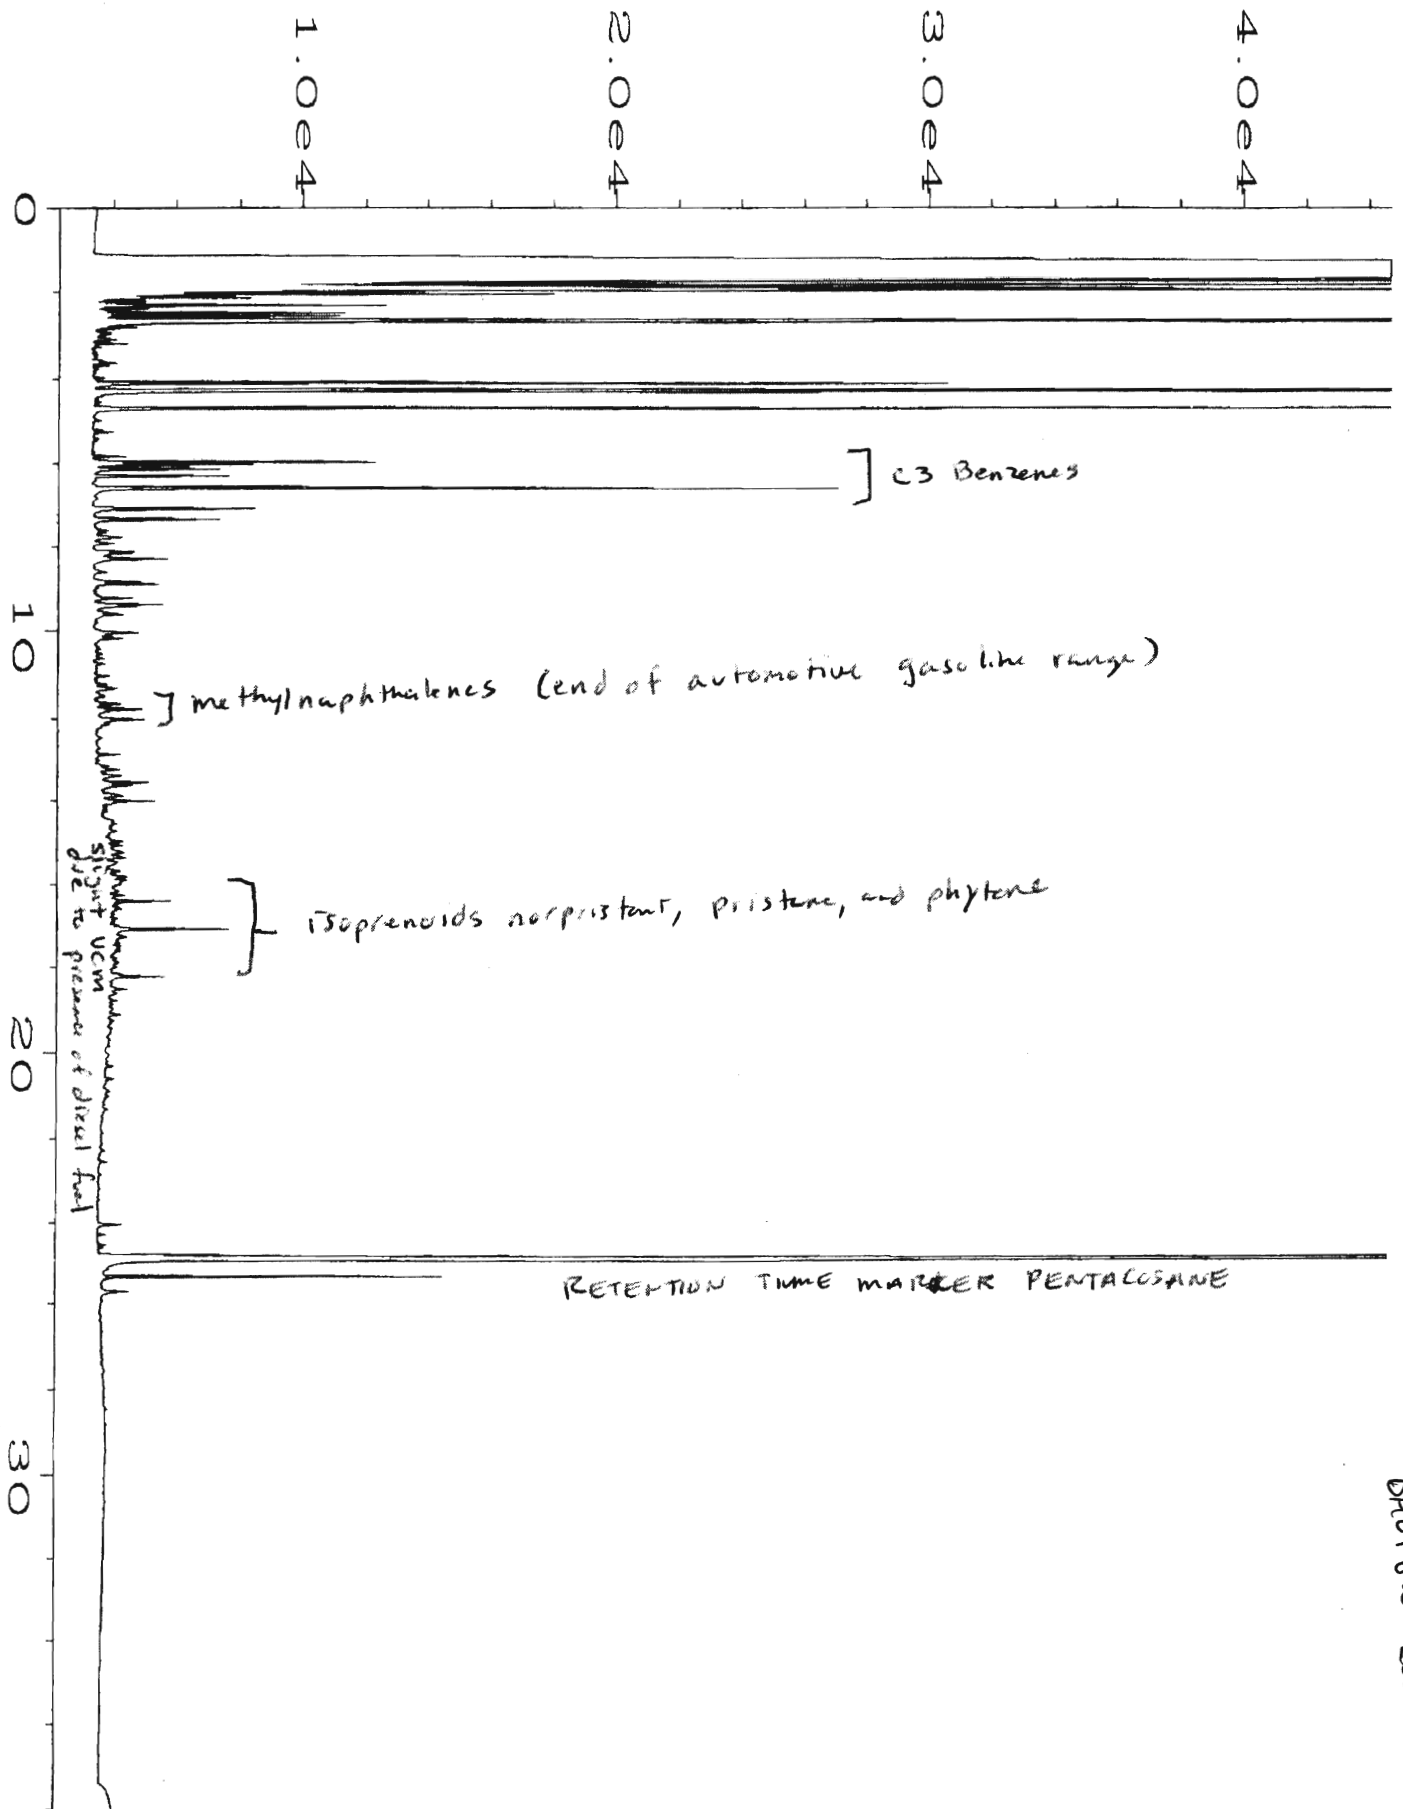 1.0e4
2.0e4
3.0e4
4.0e4
0
C3 Benzenes
10
methylnaphthalenes (end of automotive gasoline range)
slight UCM
due to presence of diesel fuel
isoprenoids norpristane, pristane, and phytane
20
RETENTION TIME MARKER PENTACOSANE
30